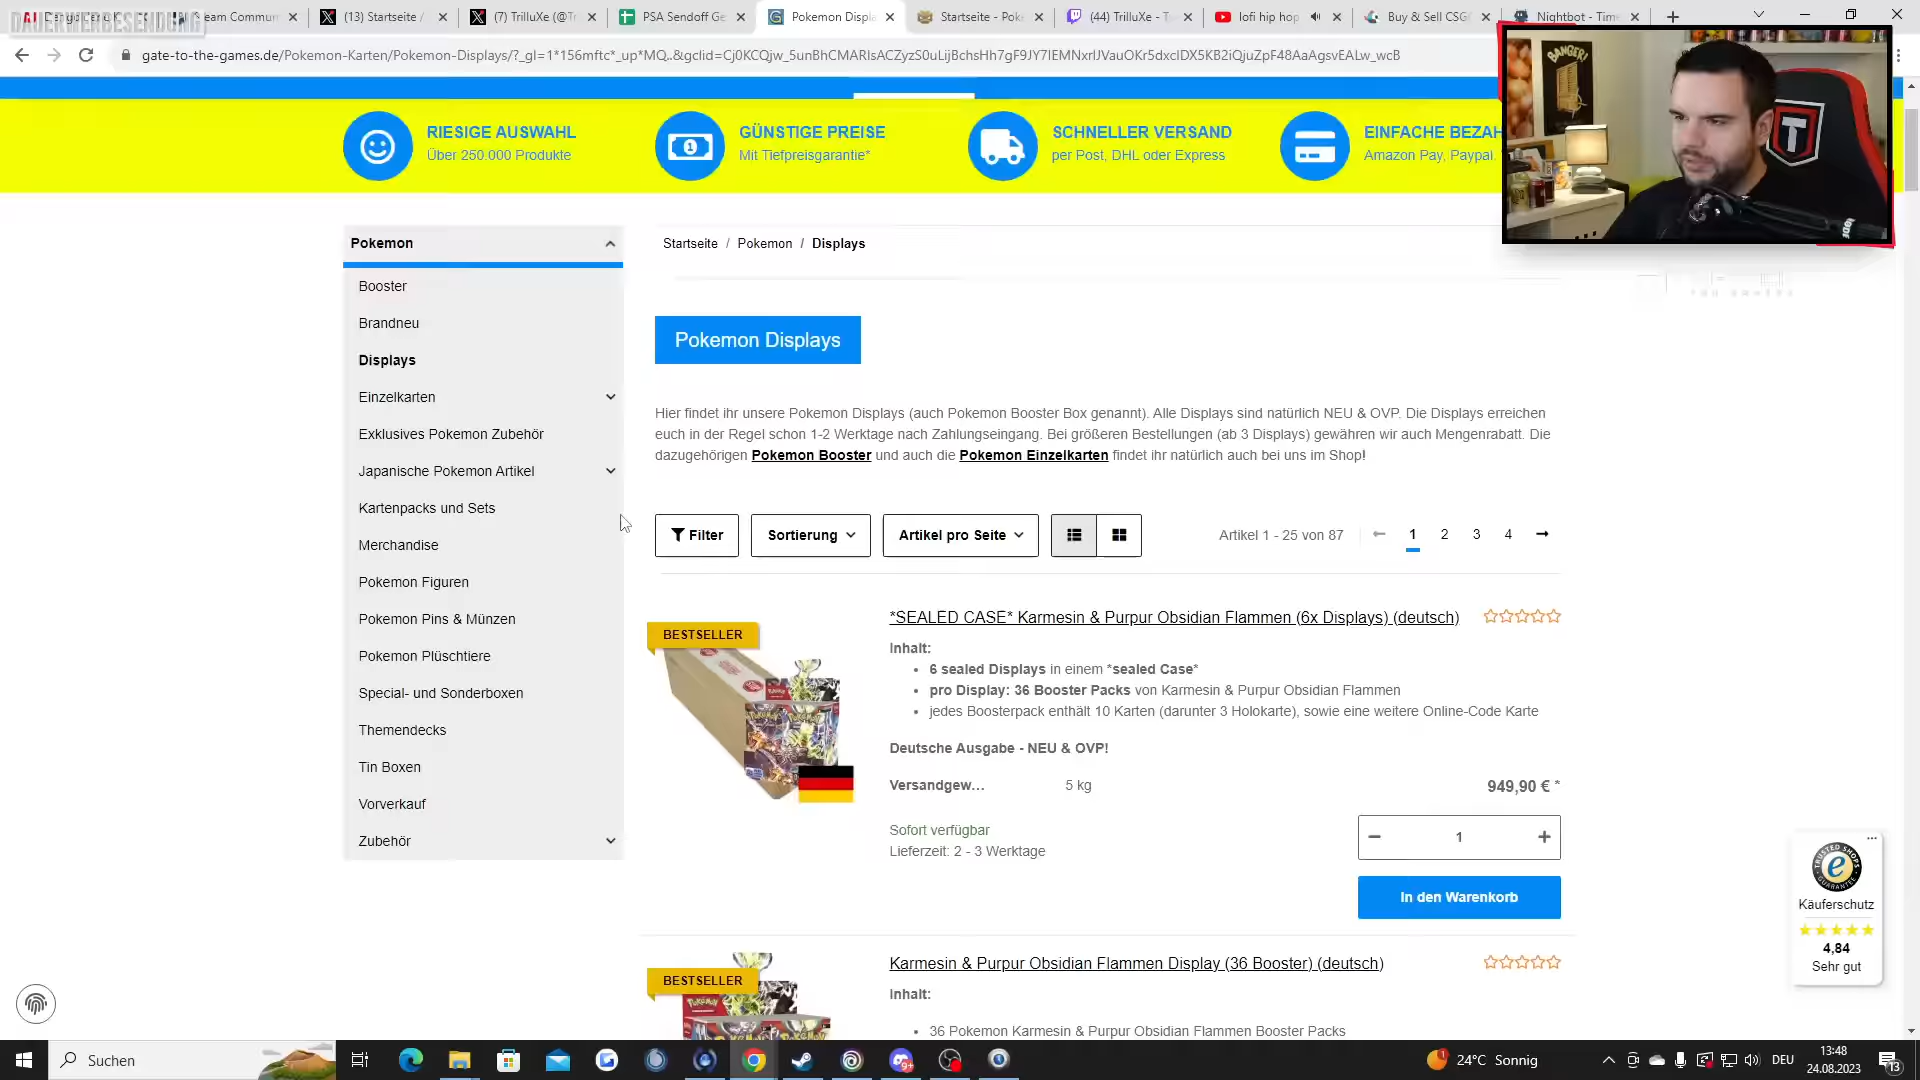 DAUERWERBESENDUNG
Steam Commun
(13) Startseite /
(7) TrilluXe (@Tr
PSA Sendoff Ge
Pokemon Displa
Startseite - Pok
(44) TrilluXe - T
lofi hip hop
Buy & Sell CSG
Nightbot - Time
gate-to-the-games.de/Pokemon-Karten/Pokemon-Displays/?_gl=1*156mftc*_up*MQ..&gclid=Cj0KCQjw_5unBhCMARIsACZyzS0uLijBchsHh7gF9JY7IEMNxrlJVauOKr5dxclDX5KB2iQjuZpF48AaAgsvEALw_wcB
BANGER!
RIESIGE AUSWAHL
Über 250.000 Produkte
GÜNSTIGE PREISE
Mit Tiefpreisgarantie*
SCHNELLER VERSAND
per Post, DHL oder Express
EINFACHE BEZAH
Amazon Pay, Paypal.
Pokemon
Booster
Brandneu
Displays
Einzelkarten
Exklusives Pokemon Zubehör
Japanische Pokemon Artikel
Kartenpacks und Sets
Merchandise
Pokemon Figuren
Pokemon Pins & Münzen
Pokemon Plüschtiere
Special- und Sonderboxen
Themendecks
Tin Boxen
Vorverkauf
Zubehör
Startseite / Pokemon / Displays
Pokemon Displays
Hier findet ihr unsere Pokemon Displays (auch Pokemon Booster Box genannt). Alle Displays sind natürlich NEU & OVP. Die Displays erreichen
euch in der Regel schon 1-2 Werktage nach Zahlungseingang. Bei größeren Bestellungen (ab 3 Displays) gewähren wir auch Mengenrabatt. Die
dazugehörigen Pokemon Booster und auch die Pokemon Einzelkarten findet ihr natürlich auch bei uns im Shop!
Filter
Sortierung
Artikel pro Seite
Artikel 1 - 25 von 87
1 2 3 4
BESTSELLER
*SEALED CASE* Karmesin & Purpur Obsidian Flammen (6x Displays) (deutsch)
Inhalt:
6 sealed Displays in einem *sealed Case*
pro Display: 36 Booster Packs von Karmesin & Purpur Obsidian Flammen
jedes Boosterpack enthält 10 Karten (darunter 3 Holokarte), sowie eine weitere Online-Code Karte
Deutsche Ausgabe - NEU & OVP!
Versandgew… 5 kg
949,90 € *
Sofort verfügbar
Lieferzeit: 2 - 3 Werktage
1
In den Warenkorb
BESTSELLER
Karmesin & Purpur Obsidian Flammen Display (36 Booster) (deutsch)
Inhalt:
36 Pokemon Karmesin & Purpur Obsidian Flammen Booster Packs
TRUSTED SHOPS
GUARANTEE
Käuferschutz
4,84
Sehr gut
Suchen
24°C Sonnig
DEU
13:48
24.08.2023
13